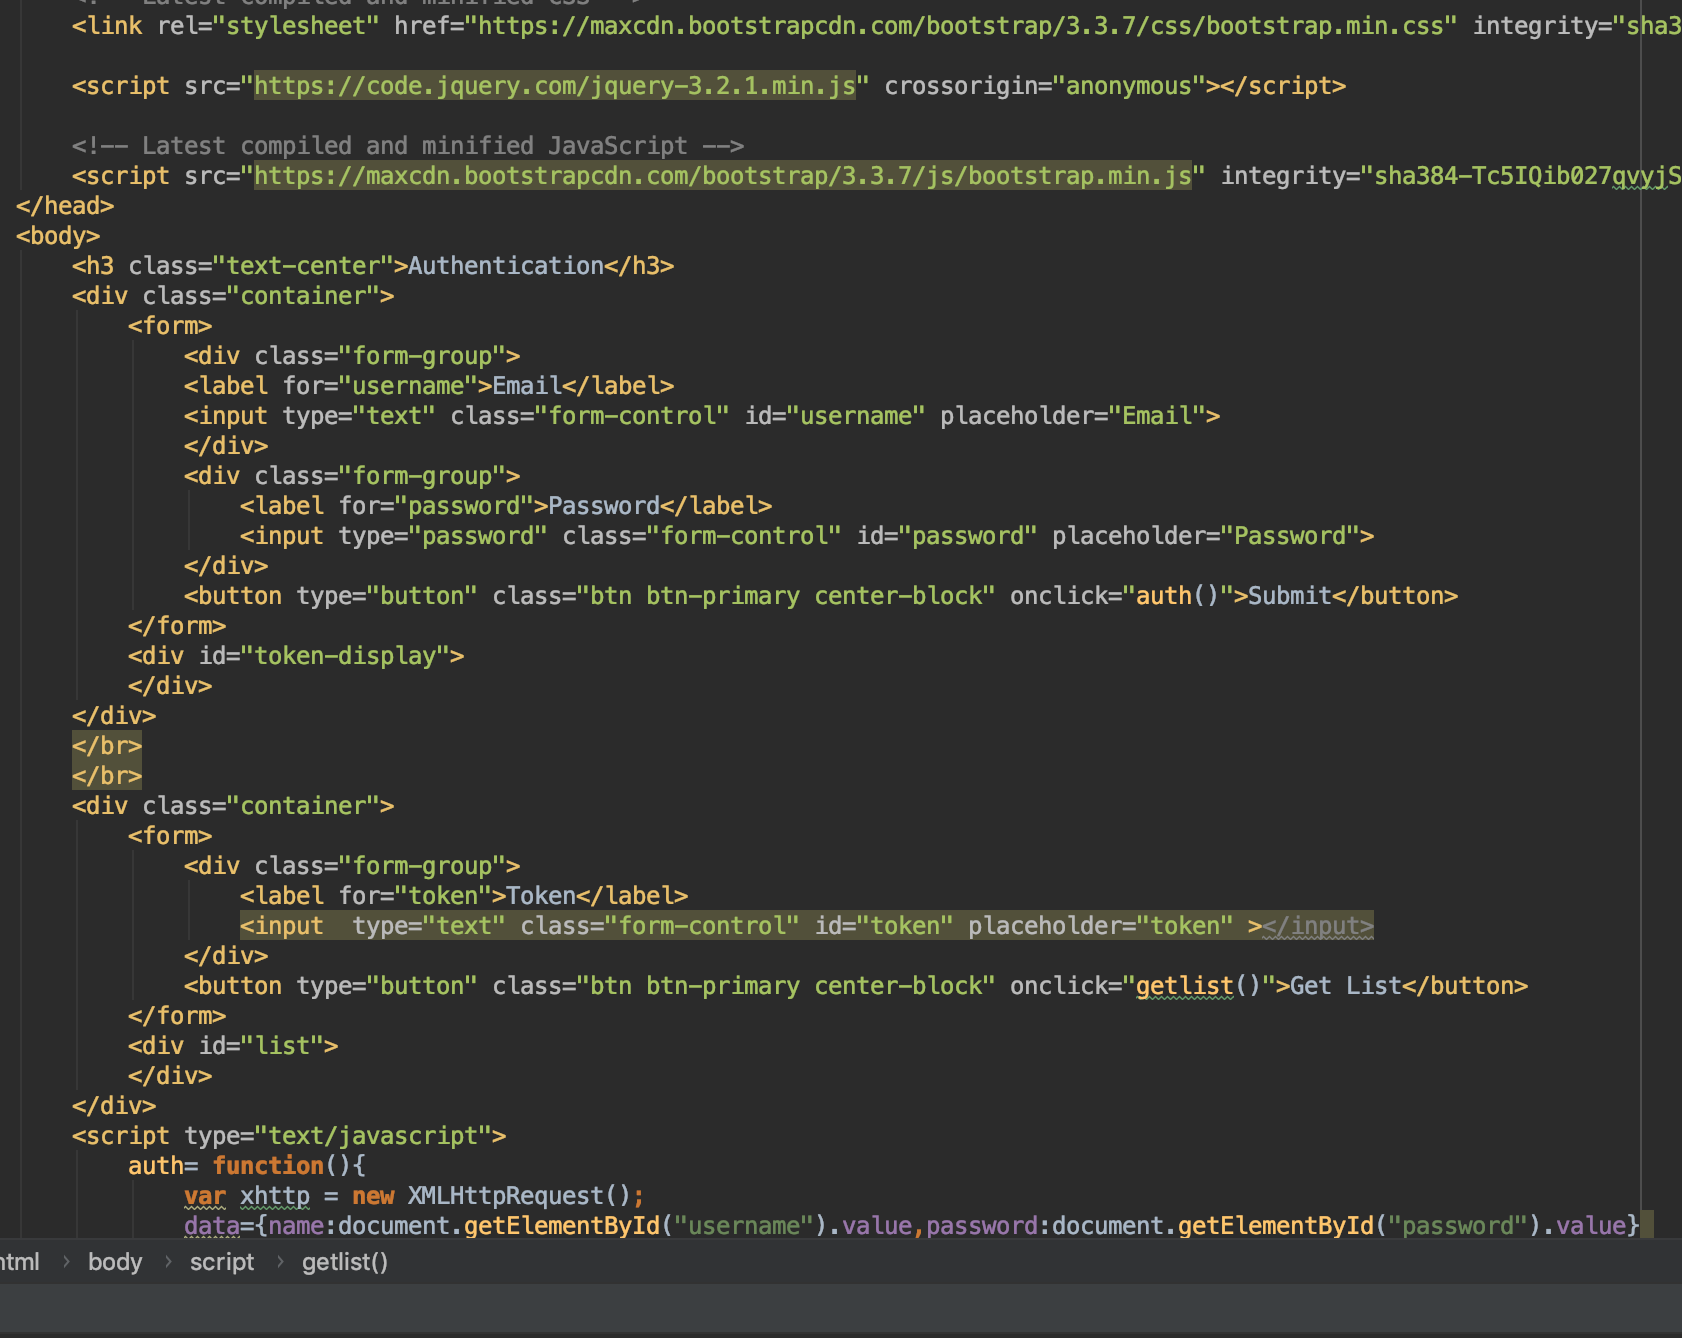 <!-- Latest compiled and minified CSS -->
<link rel="stylesheet" href="https://maxcdn.bootstrapcdn.com/bootstrap/3.3.7/css/bootstrap.min.css" integrity="sha3
<script src="https://code.jquery.com/jquery-3.2.1.min.js" crossorigin="anonymous"></script>
<!-- Latest compiled and minified JavaScript -->
<script src="https://maxcdn.bootstrapcdn.com/bootstrap/3.3.7/js/bootstrap.min.js" integrity="sha384-Tc5IQib027qvyjS
</head>
<body>
<h3 class="text-center">Authentication</h3>
<div class="container">
<form>
<div class="form-group">
<label for="username">Email</label>
<input type="text" class="form-control" id="username" placeholder="Email">
</div>
<div class="form-group">
<label for="password">Password</label>
<input type="password" class="form-control" id="password" placeholder="Password">
</div>
<button type="button" class="btn btn-primary center-block" onclick="auth()">Submit</button>
</form>
<div id="token-display">
</div>
</div>
</br>
</br>
<div class="container">
<form>
<div class="form-group">
<label for="token">Token</label>
<input  type="text" class="form-control" id="token" placeholder="token" ></input>
</div>
<button type="button" class="btn btn-primary center-block" onclick="getlist()">Get List</button>
</form>
<div id="list">
</div>
</div>
<script type="text/javascript">
auth= function(){
var xhttp = new XMLHttpRequest();
data={name:document.getElementById("username").value,password:document.getElementById("password").value}
html › body › script › getlist()